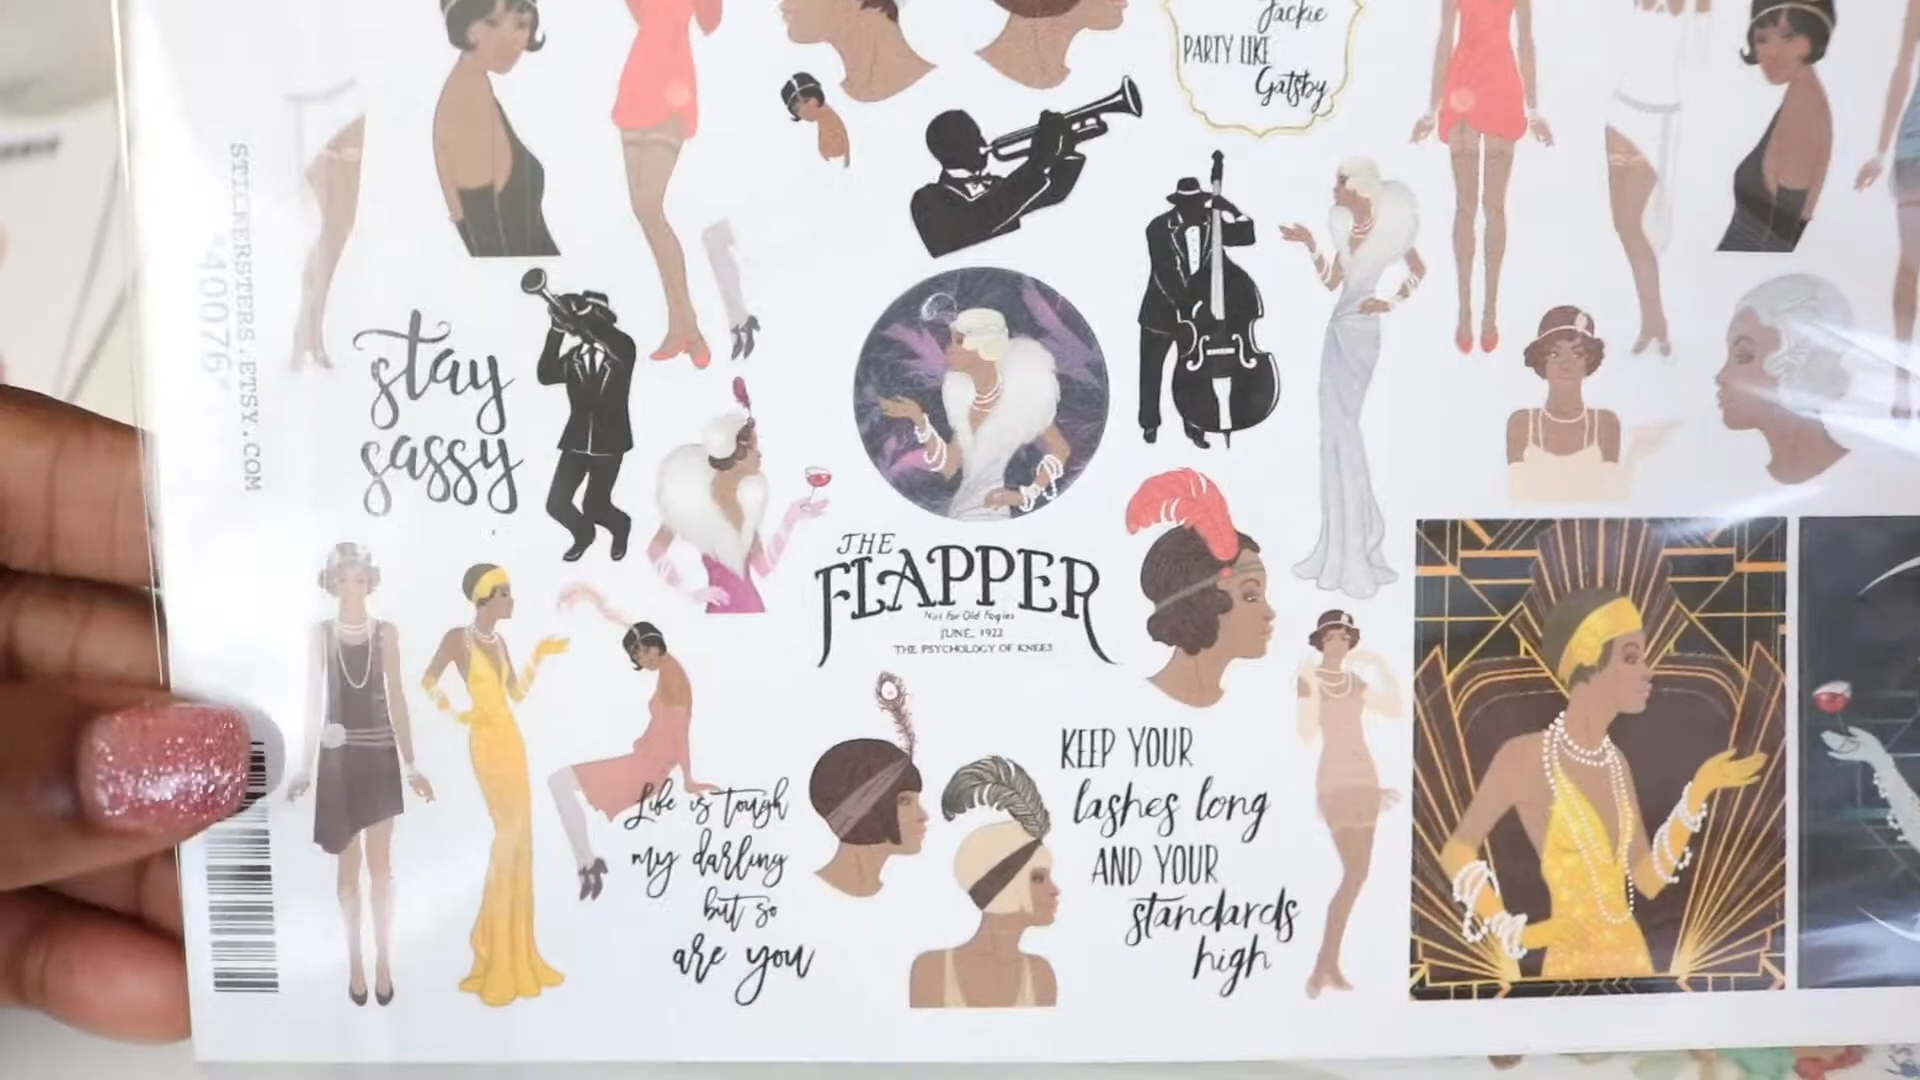 Jackie
PARTY LIKE
Gatsby
STICKERSTERS.ETSY.COM
*40076*
stay
sassy
THE
FLAPPER
Not For Old Fogies
JUNE, 1922
THE PSYCHOLOGY OF KNEES
Life is tough
my darling
but so
are you
KEEP YOUR
lashes long
AND YOUR
standards
high